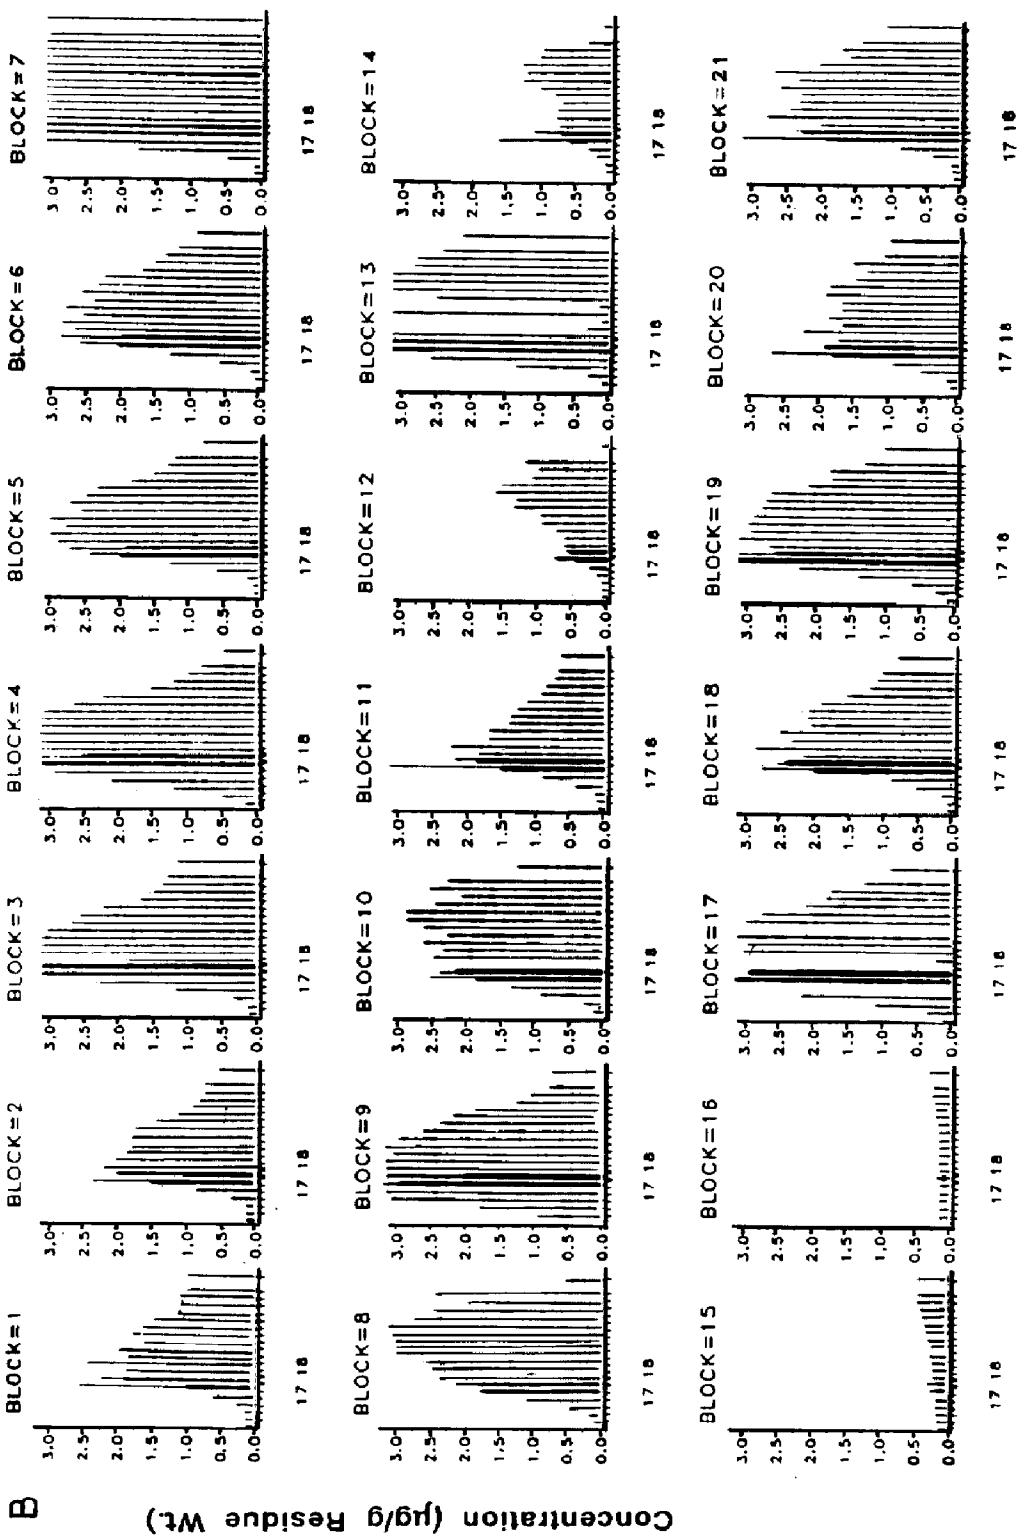 B
Concentration (µg/g Residue Wt.)
BLOCK=1 BLOCK=2 BLOCK=3 BLOCK=4 BLOCK=5 BLOCK=6 BLOCK=7
3.0 3.0 3.0 3.0 3.0 3.0 3.0
2.5 2.5 2.5 2.5 2.5 2.5 2.5
2.0 2.0 2.0 2.0 2.0 2.0 2.0
1.5 1.5 1.5 1.5 1.5 1.5 1.5
1.0 1.0 1.0 1.0 1.0 1.0 1.0
0.5 0.5 0.5 0.5 0.5 0.5 0.5
0.0 0.0 0.0 0.0 0.0 0.0 0.0
17 18 17 18 17 18 17 18 17 18 17 18 17 18
BLOCK=8 BLOCK=9 BLOCK=10 BLOCK=11 BLOCK=12 BLOCK=13 BLOCK=14
3.0 3.0 3.0 3.0 3.0 3.0 3.0
2.5 2.5 2.5 2.5 2.5 2.5 2.5
2.0 2.0 2.0 2.0 2.0 2.0 2.0
1.5 1.5 1.5 1.5 1.5 1.5 1.5
1.0 1.0 1.0 1.0 1.0 1.0 1.0
0.5 0.5 0.5 0.5 0.5 0.5 0.5
0.0 0.0 0.0 0.0 0.0 0.0 0.0
17 18 17 18 17 18 17 18 17 18 17 18 17 18
BLOCK=15 BLOCK=16 BLOCK=17 BLOCK=18 BLOCK=19 BLOCK=20 BLOCK=21
3.0 3.0 3.0 3.0 3.0 3.0 3.0
2.5 2.5 2.5 2.5 2.5 2.5 2.5
2.0 2.0 2.0 2.0 2.0 2.0 2.0
1.5 1.5 1.5 1.5 1.5 1.5 1.5
1.0 1.0 1.0 1.0 1.0 1.0 1.0
0.5 0.5 0.5 0.5 0.5 0.5 0.5
0.0 0.0 0.0 0.0 0.0 0.0 0.0
17 18 17 18 17 18 17 18 17 18 17 18 17 18